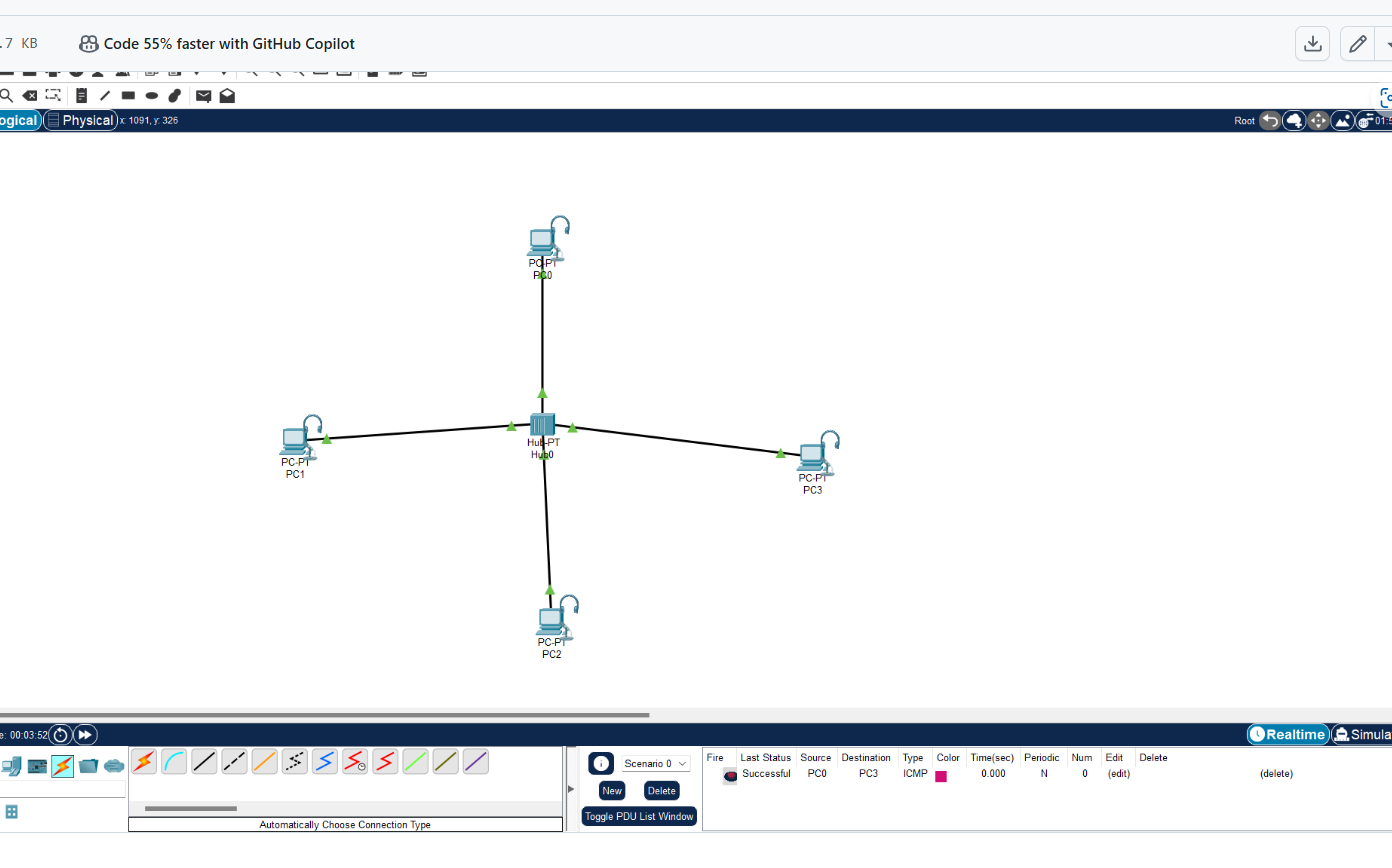 .7 KB
Code 55% faster with GitHub Copilot
ogical Physical x: 1091, y: 326 Root 01:5
PC-PT
PC0
Hub-PT
Hub0
PC-PT
PC1
PC-PT
PC3
PC-PT
PC2
e: 00:03:52 Realtime Simula
Fire Last Status Source Destination Type Color Time(sec) Periodic Num Edit Delete
Scenario 0
Successful PC0 PC3 ICMP 0.000 N 0 (edit) (delete)
New Delete
Toggle PDU List Window
Automatically Choose Connection Type